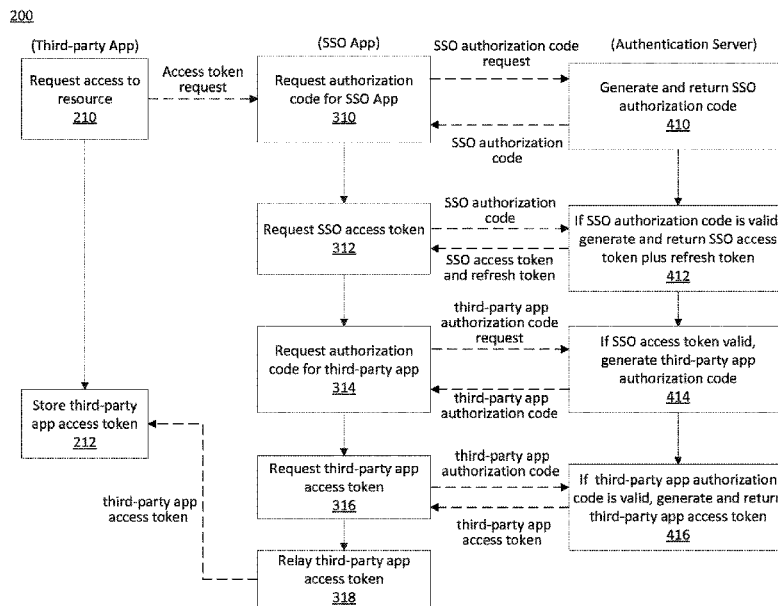 200
(Third-party App)
(SSO App)
(Authentication Server)
Request access to
resource
210
Access token
request
Request authorization
code for SSO App
310
SSO authorization code
request
SSO authorization
code
Generate and return SSO
authorization code
410
Request SSO access token
312
SSO authorization
code
SSO access token
and refresh token
If SSO authorization code is valid
generate and return SSO access
token plus refresh token
412
Request authorization
code for third-party app
314
third-party app
authorization code
request
third-party app
authorization code
If SSO access token valid,
generate third-party app
authorization code
414
Store third-party
app access token
212
Request third-party app
access token
316
third-party app
authorization code
third-party app
access token
If third-party app authorization
code is valid, generate and return
third-party app access token
416
third-party app
access token
Relay third-party app
access token
318